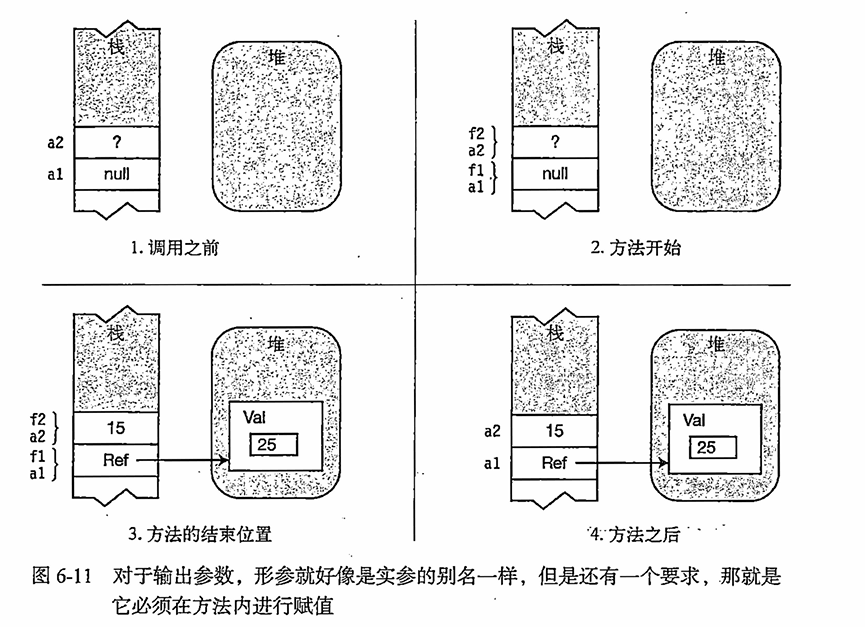 栈
堆
a2
?
a1
null
1.调用之前
栈
堆
f2
a2
?
f1
a1
null
2.方法开始
栈
堆
f2
a2
15
f1
a1
Ref
Val
25
3.方法的结束位置
栈
堆
a2
15
a1
Ref
Val
25
4.方法之后
图 6-11 对于输出参数，形参就好像是实参的别名一样，但是还有一个要求，那就是
它必须在方法内进行赋值